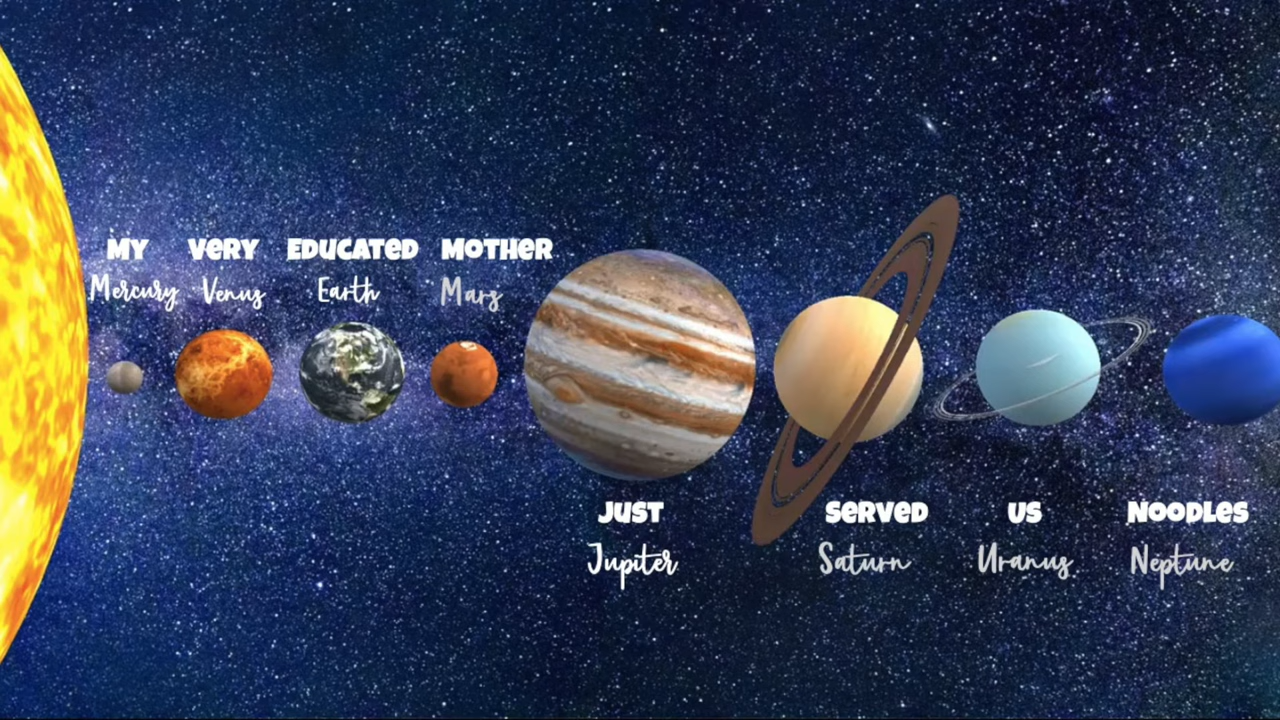 MY VERY EDUCATED MOTHER
Mercury Venus Earth Mars
JUST SERVED US NOODLES
Jupiter Saturn Uranus Neptune